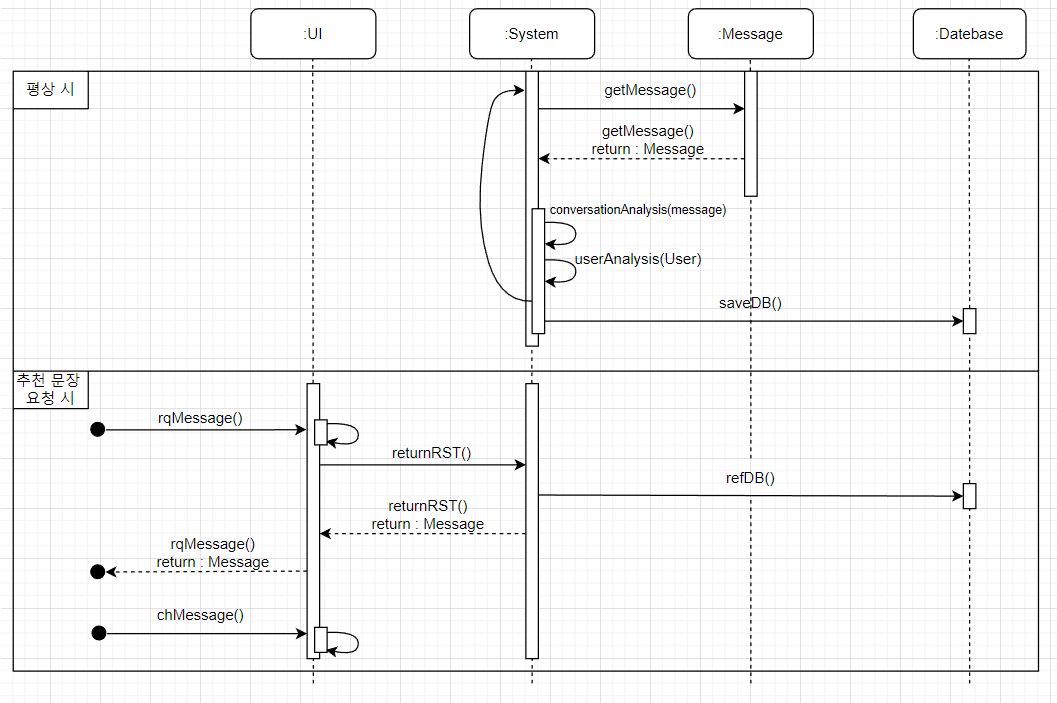 :UI
:System
:Message
:Datebase
평상 시
getMessage()
getMessage()
return : Message
conversationAnalysis(message)
userAnalysis(User)
saveDB()
추천 문장
요청 시
rqMessage()
returnRST()
refDB()
returnRST()
return : Message
rqMessage()
return : Message
chMessage()